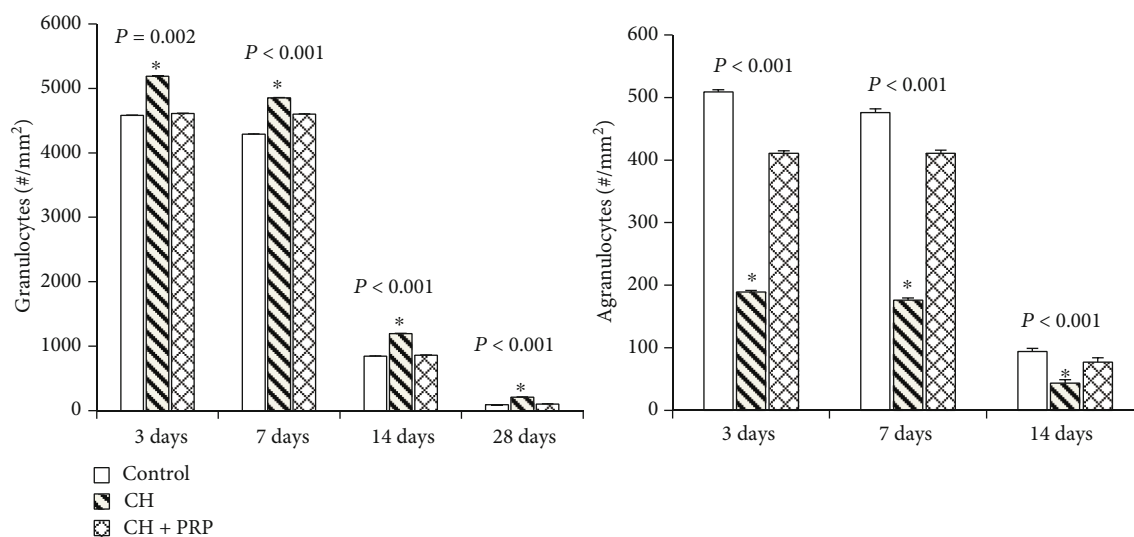 Granulocytes (#/mm²)
6000
5000
4000
3000
2000
1000
0
P = 0.002
*
P < 0.001
*
P < 0.001
*
P < 0.001
*
3 days
7 days
14 days
28 days
Control
CH
CH + PRP
Agranulocytes (#/mm²)
600
500
400
300
200
100
0
P < 0.001
*
P < 0.001
*
P < 0.001
*
3 days
7 days
14 days